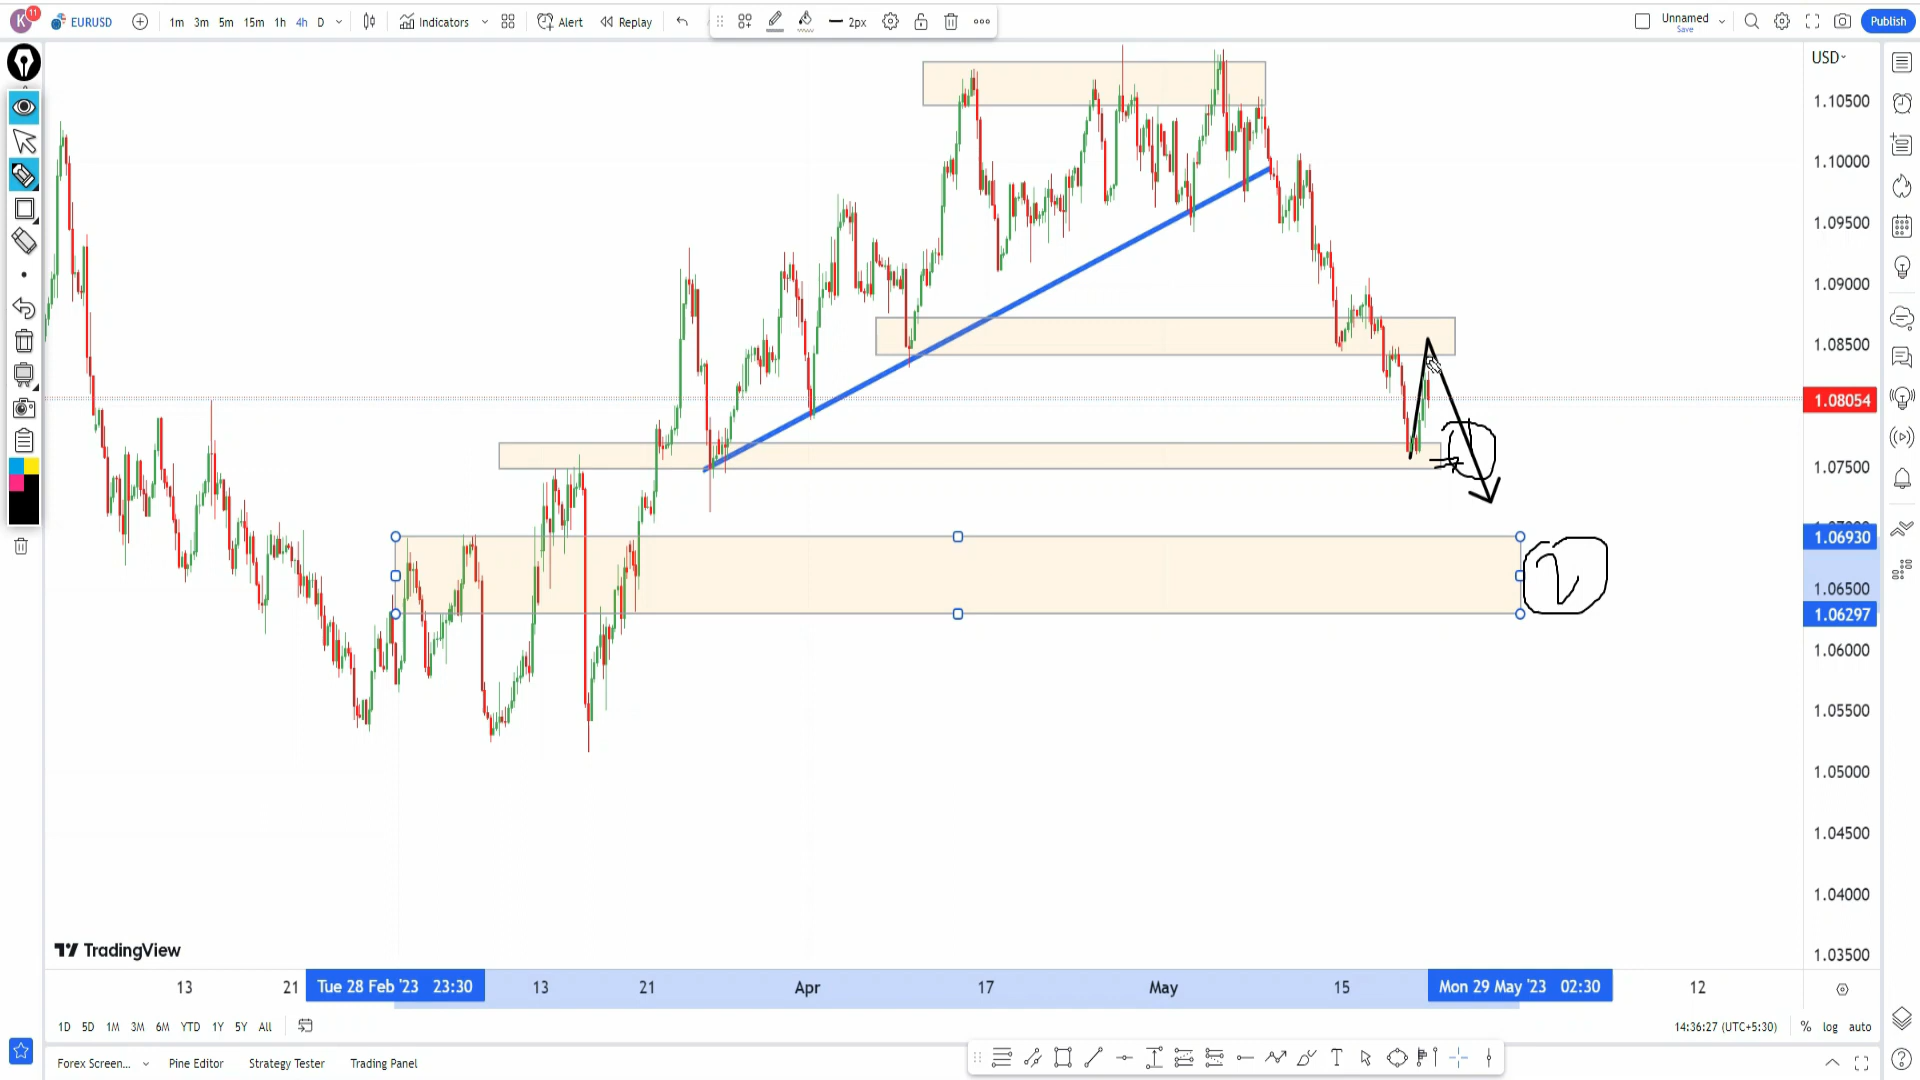 K 11 EURUSD 1m 3m 5m 15m 1h 4h D Indicators Alert Replay 2px Unnamed Save Publish
USD
1.10500
1.10000
1.09500
1.09000
1.08500
1.08054
1.07500
1.06930
1.06500
1.06297
1.06000
1.05500
1.05000
1.04500
1.04000
1.03500
TradingView
13 21 Tue 28 Feb '23 23:30 13 21 Apr 17 May 15 Mon 29 May '23 02:30 12
1D 5D 1M 3M 6M YTD 1Y 5Y All 14:36:27 (UTC+5:30) % log auto
Forex Screen... Pine Editor Strategy Tester Trading Panel